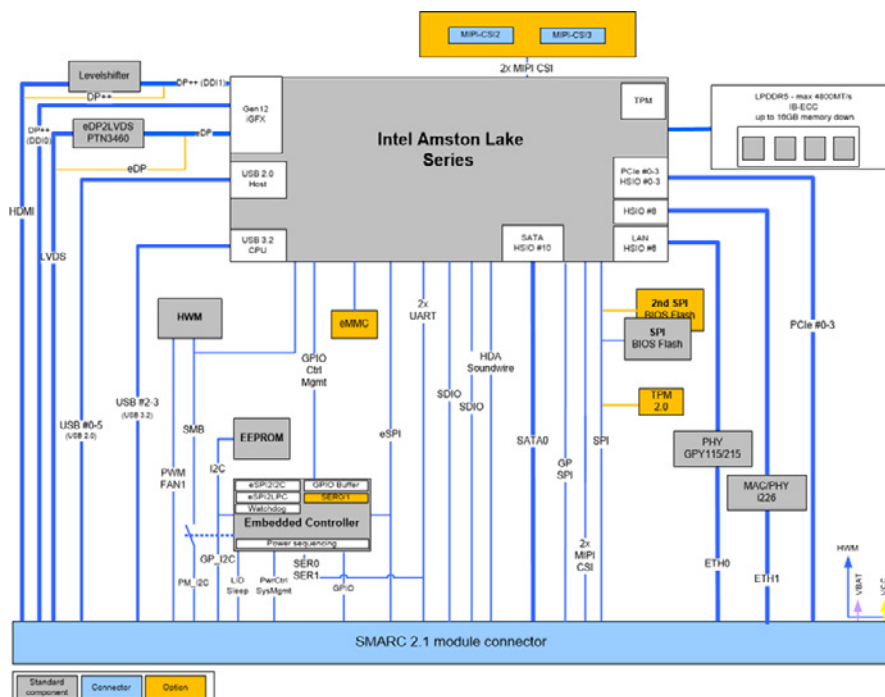 MIPI-CSI2
MIPI-CSI3
2x MIPI CSI
Levelshifter
DP++ (DDI1)
DP++
Gen12
iGFX
TPM
LPDDR5 - max 4800MT/s
IB-ECC
up to 16GB memory down
Intel Amston Lake
Series
DP++
(DDI0)
eDP2LVDS
PTN3460
eDP
eDP
USB 2.0
Host
PCIe #0-3
HSIO #0-3
HDMI
HSIO #8
LVDS
USB 3.2
CPU
SATA
HSIO #10
LAN
HSIO #6
HWM
eMMC
2x
UART
2nd SPI
BIOS Flash
SPI
BIOS Flash
PCIe #0-3
GPIO
Ctrl
Mgmt
HDA
Soundwire
SDIO
SDIO
TPM
2.0
USB #0-5
(USB 2.0)
USB #2-3
(USB 3.2)
SMB
EEPROM
eSPI
SATA0
SPI
PHY
GPY115/215
I2C
PWM
FAN1
GP
SPI
eSPI2I2C
GPIO Buffer
eSPI2LPC
SER0/1
Watchdog
Embedded Controller
Power sequencing
MAC/PHY
i226
GP_I2C
SER0
SER1
2x
MIPI
CSI
ETH0
ETH1
HWM
PM_I2C
LID
Sleep
PwrCtrl
SysMgmt
GPIO
VBAT
SMARC 2.1 module connector
Standard
component
Connector
Option